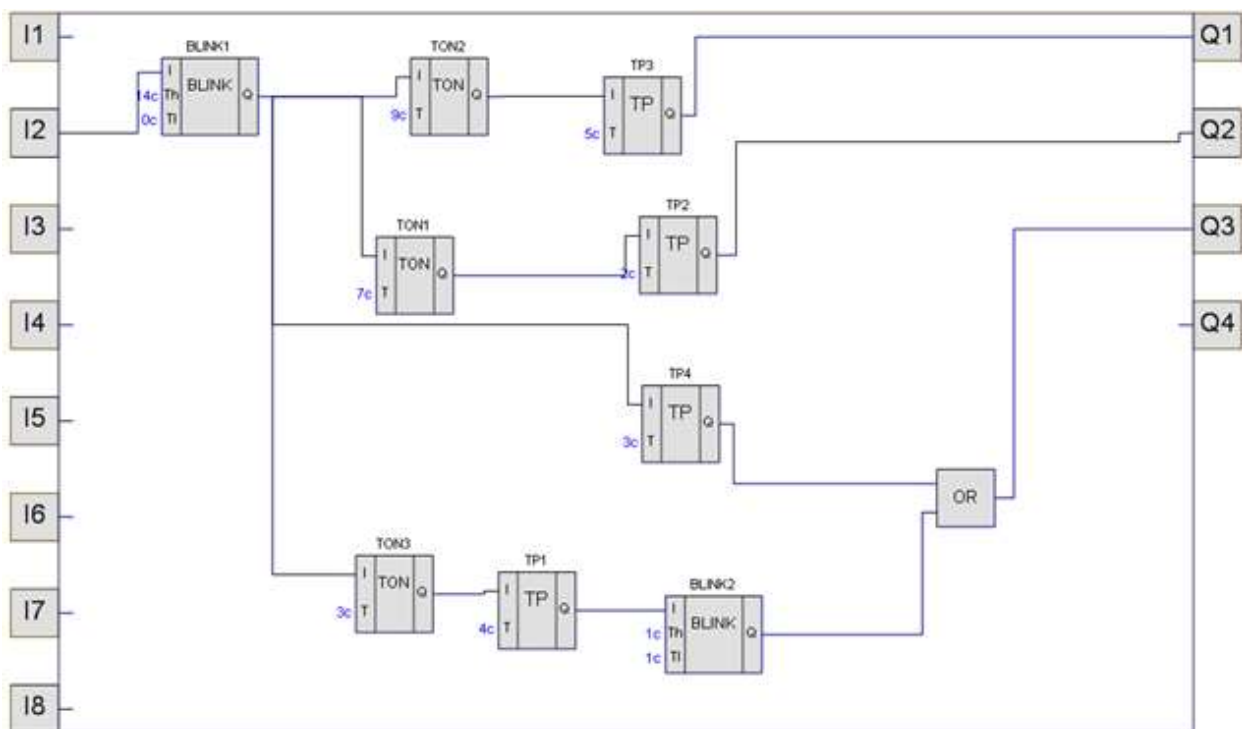 I1
I2
I3
I4
I5
I6
I7
I8
BLINK1
I
BLINK
14c Th
Q
0c Tl
TON2
I
TON
Q
9c T
TP3
I
TP
Q
5c T
TON1
I
TON
Q
7c T
TP2
I
TP
Q
2c T
TP4
I
TP
Q
3c T
TON3
I
TON
Q
3c T
TP1
I
TP
Q
4c T
BLINK2
I
BLINK
1c Th
Q
1c Tl
OR
Q1
Q2
Q3
Q4